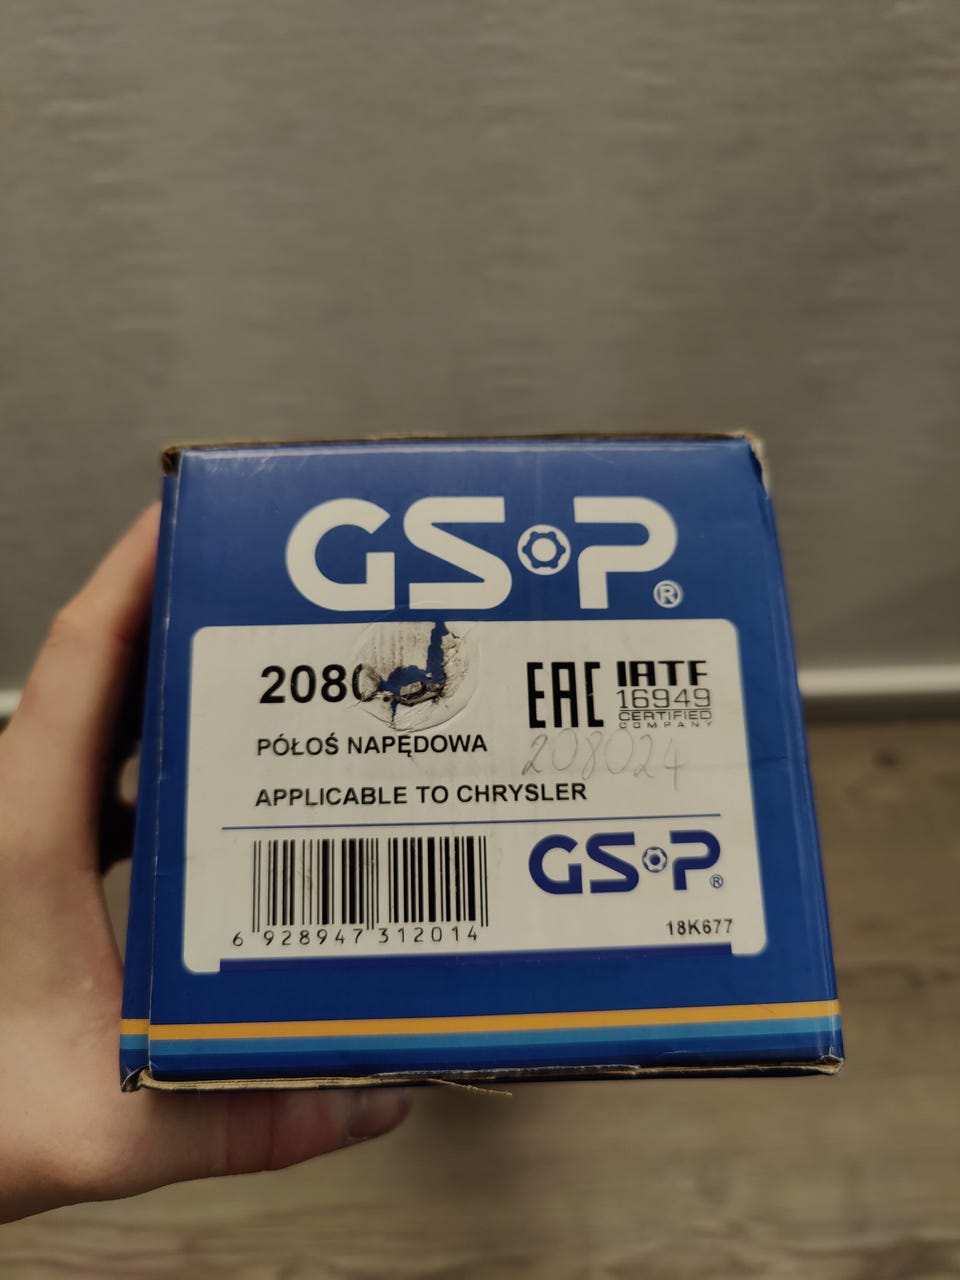 GSP®
2080
EAC IATF
16949
CERTIFIED
COMPANY
PÓŁOŚ NAPĘDOWA
208024
APPLICABLE TO CHRYSLER
GSP®
6 928947 312014
18K677